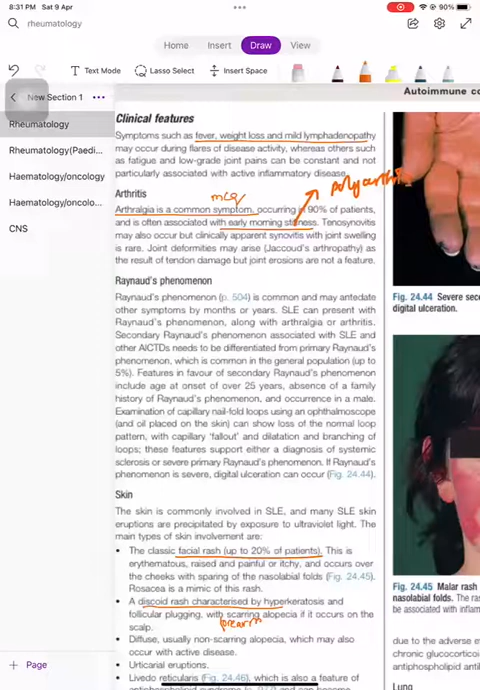 8:31 PM Sat 9 Apr
90%
rheumatology
Home Insert Draw View
Text Mode Lasso Select Insert Space
New Section 1
Rheumatology
Rheumatology(Paedi...
Haematology/oncology
Haematology/oncolo...
CNS
Page
Autoimmune co
Clinical features
Symptoms such as fever, weight loss and mild lymphadenopathy
may occur during flares of disease activity, whereas others such
as fatigue and low-grade joint pains can be constant and not
particularly associated with active inflammatory disease.
polyarthri
Arthritis
mcq
Arthralgia is a common symptom, occurring in 90% of patients,
and is often associated with early morning stiffness. Tenosynovitis
may also occur but clinically apparent synovitis with joint swelling
is rare. Joint deformities may arise (Jaccoud's arthropathy) as
the result of tendon damage but joint erosions are not a feature.
Raynaud's phenomenon
Raynaud's phenomenon (p. 504) is common and may antedate
other symptoms by months or years. SLE can present with
Raynaud's phenomenon, along with arthralgia or arthritis.
Secondary Raynaud's phenomenon associated with SLE and
other AICTDs needs to be differentiated from primary Raynaud's
phenomenon, which is common in the general population (up to
5%). Features in favour of secondary Raynaud's phenomenon
include age at onset of over 25 years, absence of a family
history of Raynaud's phenomenon, and occurrence in a male.
Examination of capillary nail-fold loops using an ophthalmoscope
(and oil placed on the skin) can show loss of the normal loop
pattern, with capillary 'fallout' and dilatation and branching of
loops; these features support either a diagnosis of systemic
sclerosis or severe primary Raynaud's phenomenon. If Raynaud's
phenomenon is severe, digital ulceration can occur (Fig. 24.44).
Skin
The skin is commonly involved in SLE, and many SLE skin
eruptions are precipitated by exposure to ultraviolet light. The
main types of skin involvement are:
• The classic facial rash (up to 20% of patients). This is
erythematous, raised and painful or itchy, and occurs over
the cheeks with sparing of the nasolabial folds (Fig. 24.45).
Rosacea is a mimic of this rash.
• A discoid rash characterised by hyperkeratosis and
follicular plugging, with scarring alopecia if it occurs on the
scalp.
• Diffuse, usually non-scarring alopecia, which may also
occur with active disease.
• Urticarial eruptions.
• Livedo reticularis (Fig. 24.46), which is also a feature of
Fig. 24.44 Severe sec
digital ulceration.
Fig. 24.45 Malar rash
nasolabial folds. The ra
be associated with inflam
due to the adverse e
chronic glucocorticoi
antiphospholipid anti
Lung